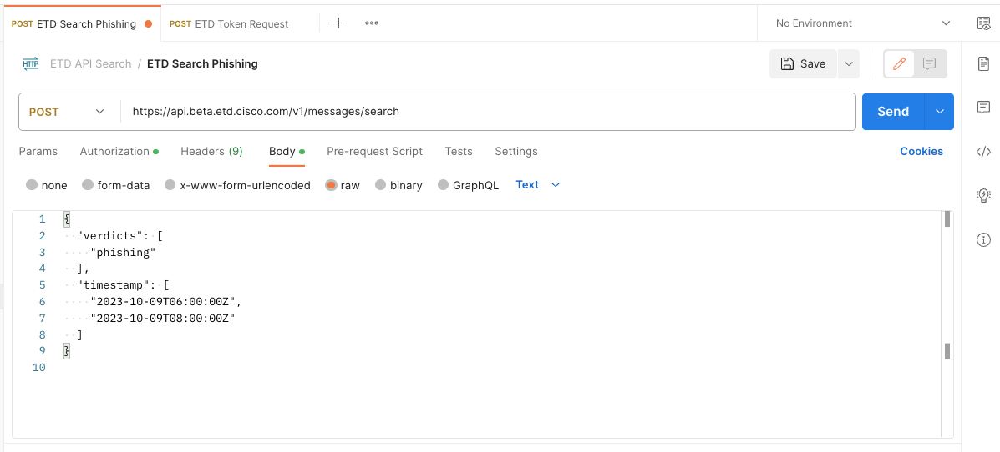 POST ETD Search Phishing POST ETD Token Request No Environment
HTTP ETD API Search / ETD Search Phishing Save
POST https://api.beta.etd.cisco.com/v1/messages/search Send
Params Authorization Headers (9) Body Pre-request Script Tests Settings Cookies
none form-data x-www-form-urlencoded raw binary GraphQL Text
1 {
2 "verdicts": [
3 "phishing"
4 ],
5 "timestamp": [
6 "2023-10-09T06:00:00Z",
7 "2023-10-09T08:00:00Z"
8 ]
9 }
10